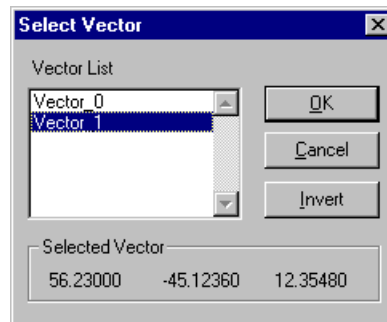 Select Vector
Vector List
Vector_0
Vector_1
OK
Cancel
Invert
Selected Vector
56.23000 -45.12360 12.35480